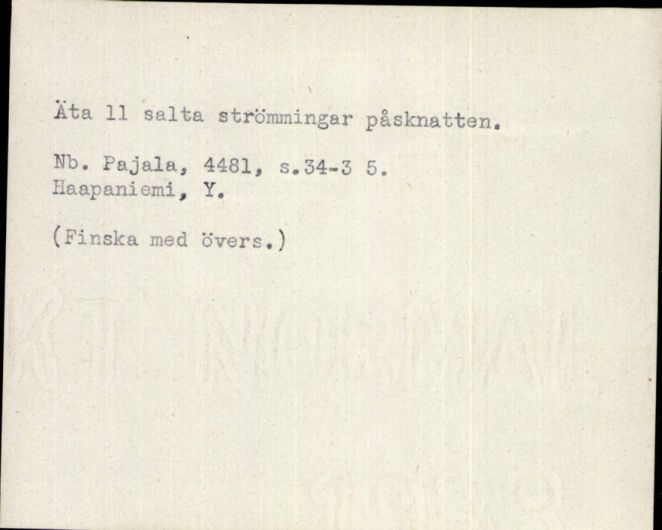 Äta 11 salta strömmingar påsknatten.
Nb. Pajala, 4481, s.34-3 5.
Haapaniemi, Y.
(Finska med övers.)